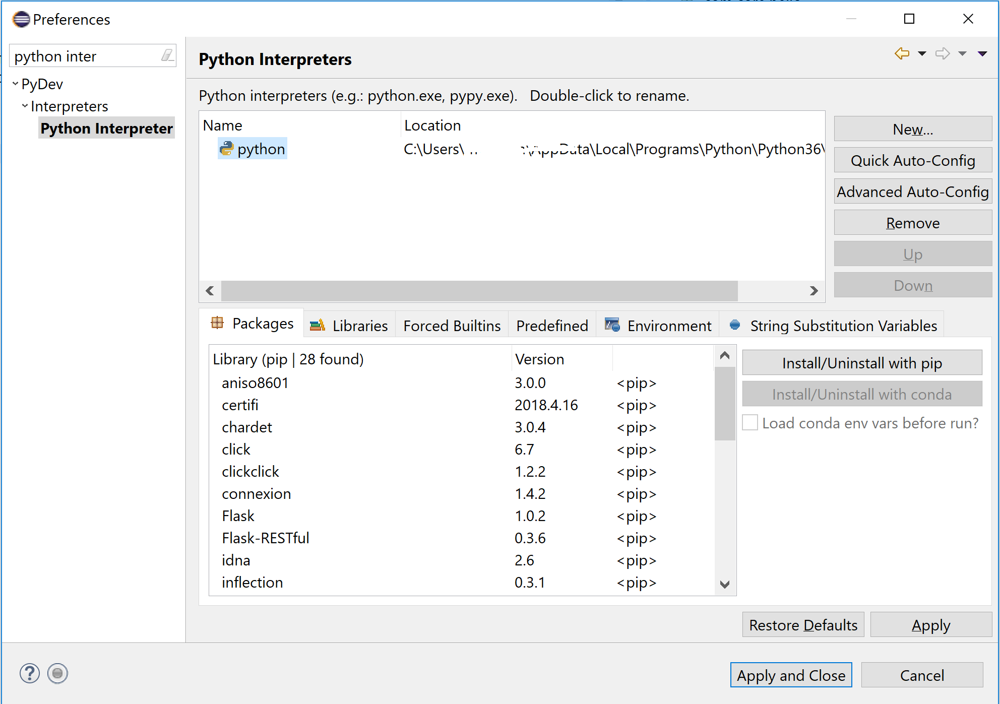 Preferences
python inter
PyDev
Interpreters
Python Interpreter
Python Interpreters
Python interpreters (e.g.: python.exe, pypy.exe).   Double-click to rename.
Name Location
python C:\Users\ \AppData\Local\Programs\Python\Python36\
New...
Quick Auto-Config
Advanced Auto-Config
Remove
Up
Down
Packages Libraries Forced Builtins Predefined Environment String Substitution Variables
Library (pip | 28 found) Version
aniso8601 3.0.0 <pip>
certifi 2018.4.16 <pip>
chardet 3.0.4 <pip>
click 6.7 <pip>
clickclick 1.2.2 <pip>
connexion 1.4.2 <pip>
Flask 1.0.2 <pip>
Flask-RESTful 0.3.6 <pip>
idna 2.6 <pip>
inflection 0.3.1 <pip>
Install/Uninstall with pip
Install/Uninstall with conda
Load conda env vars before run?
Restore Defaults Apply
Apply and Close Cancel